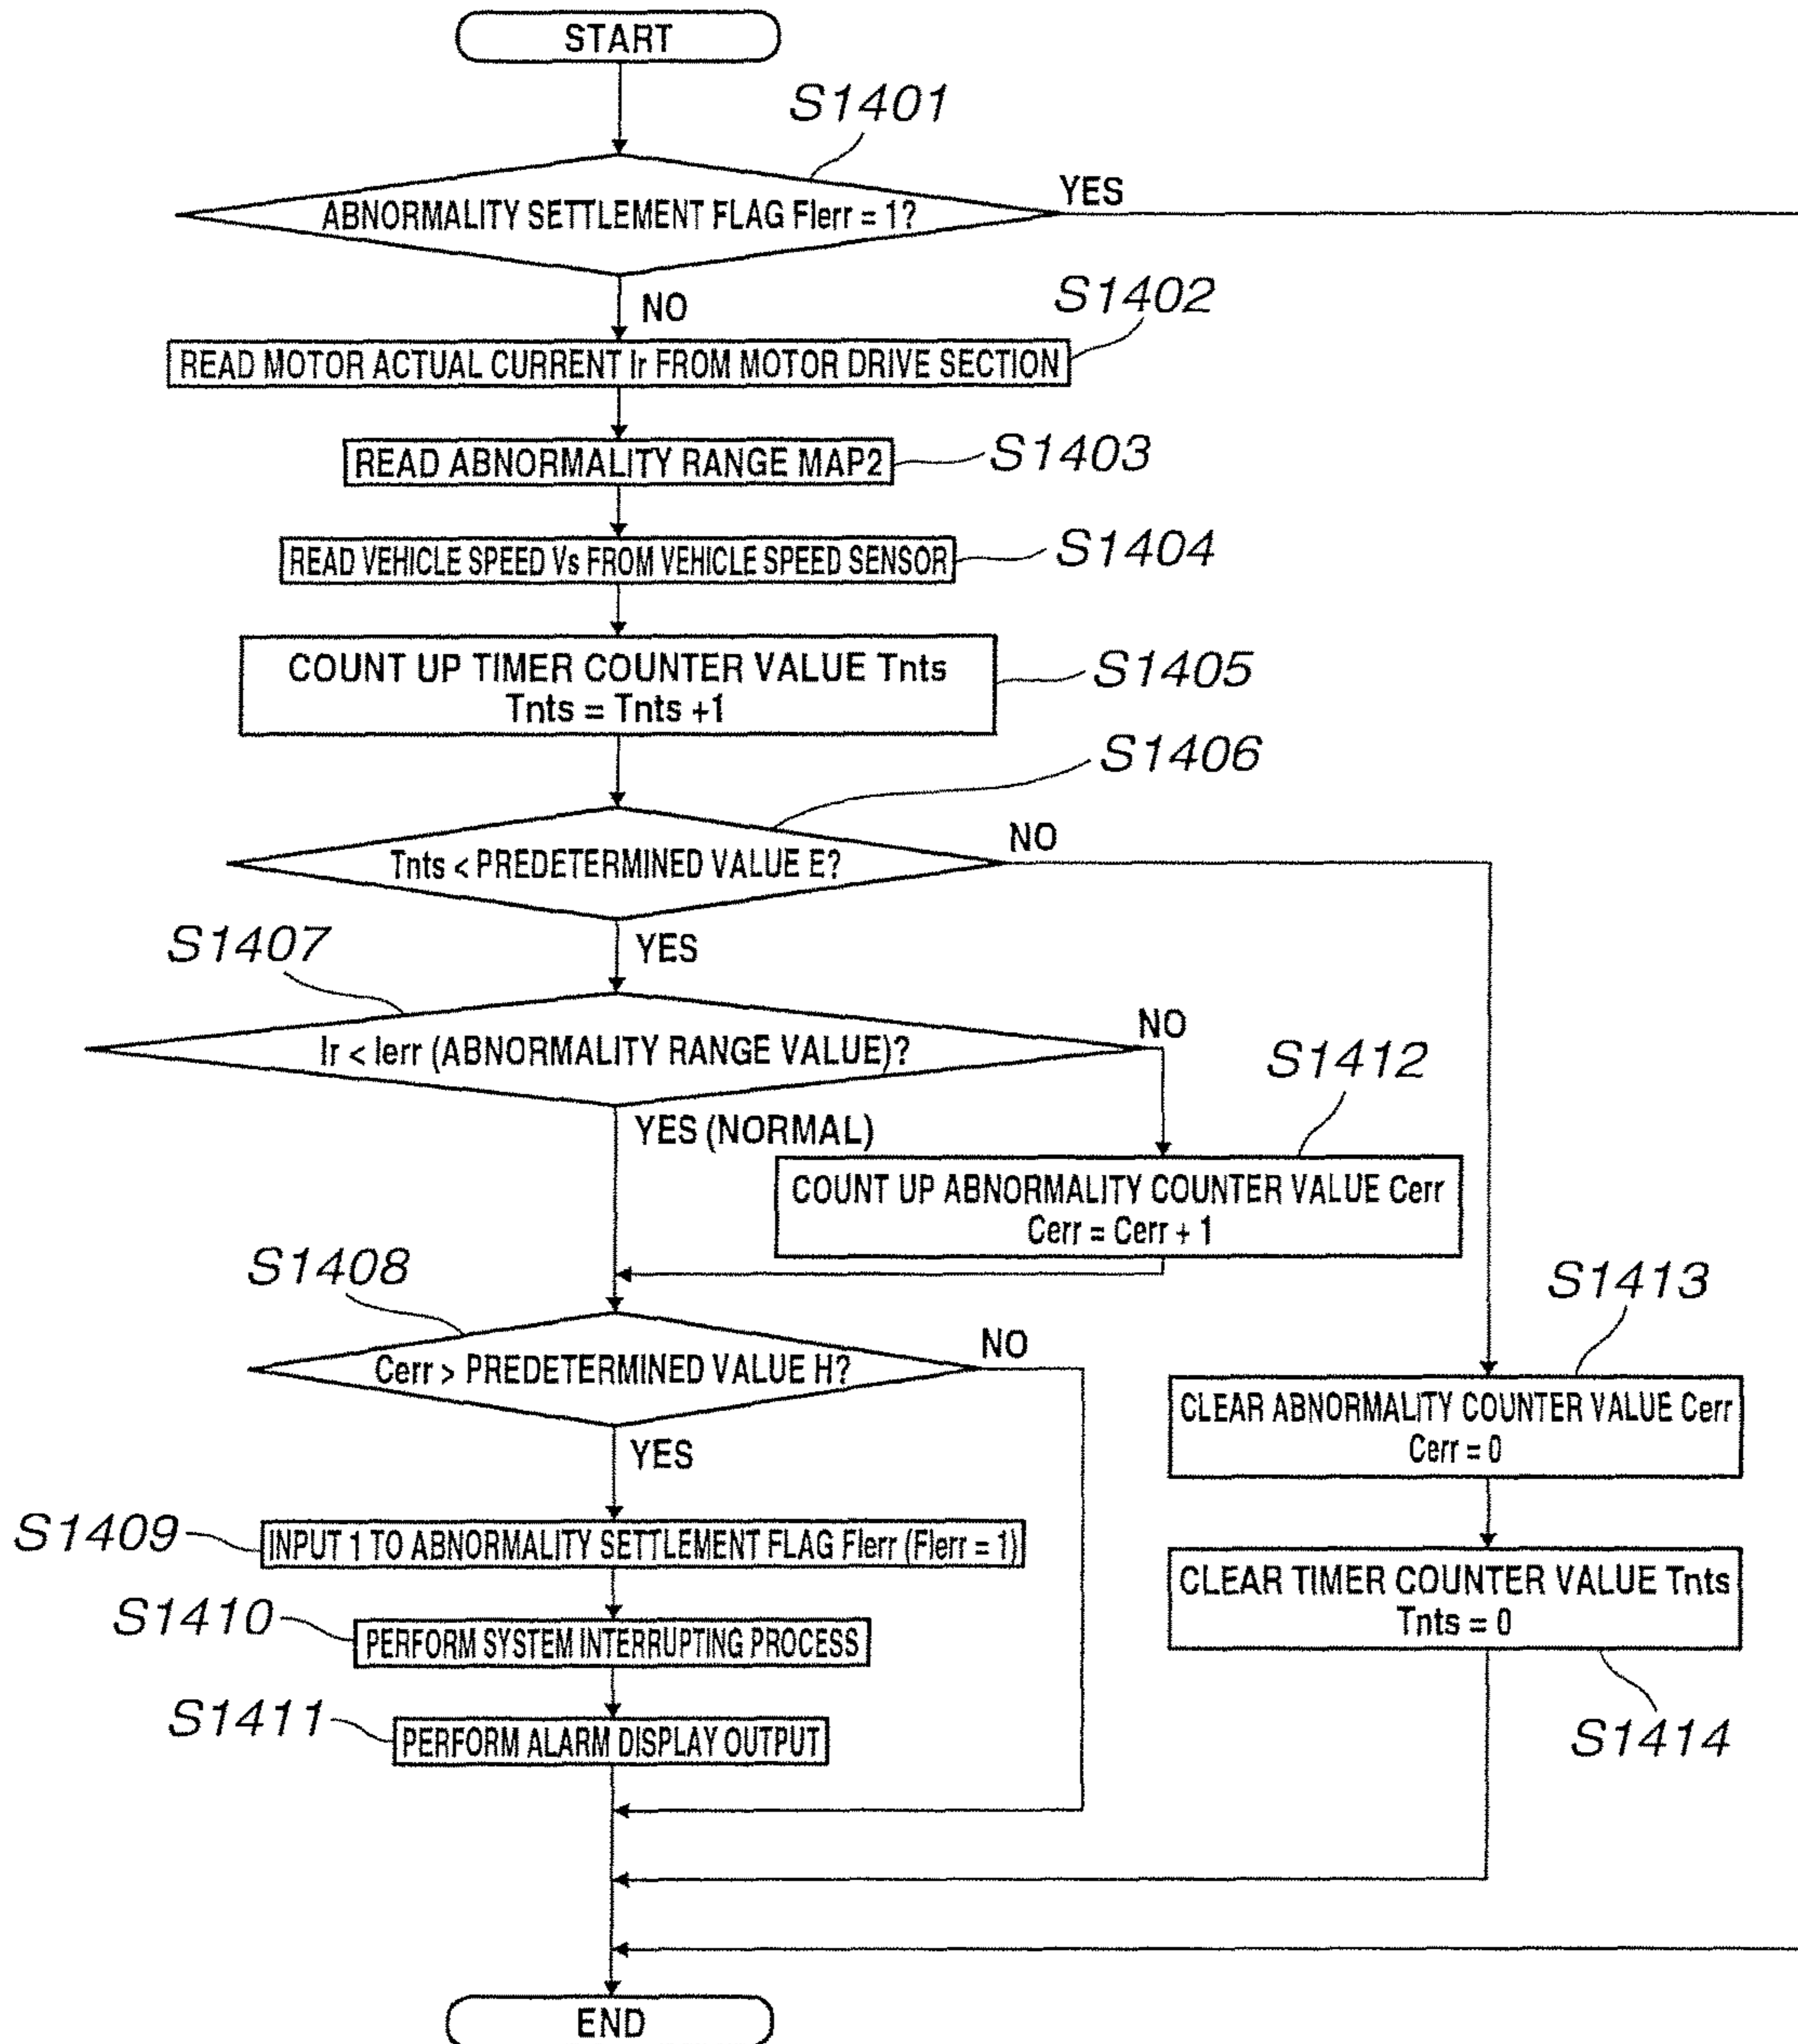 START
S1401
ABNORMALITY SETTLEMENT FLAG Flerr = 1?
YES
NO
S1402
READ MOTOR ACTUAL CURRENT Ir FROM MOTOR DRIVE SECTION
READ ABNORMALITY RANGE MAP2
S1403
READ VEHICLE SPEED Vs FROM VEHICLE SPEED SENSOR
S1404
COUNT UP TIMER COUNTER VALUE Tnts
Tnts = Tnts +1
S1405
S1406
Tnts < PREDETERMINED VALUE E?
NO
YES
S1407
Ir < Ierr (ABNORMALITY RANGE VALUE)?
NO
YES (NORMAL)
S1412
COUNT UP ABNORMALITY COUNTER VALUE Cerr
Cerr = Cerr + 1
S1408
Cerr > PREDETERMINED VALUE H?
NO
YES
S1413
CLEAR ABNORMALITY COUNTER VALUE Cerr
Cerr = 0
S1409
INPUT 1 TO ABNORMALITY SETTLEMENT FLAG Flerr (Flerr = 1)
CLEAR TIMER COUNTER VALUE Tnts
Tnts = 0
S1410
PERFORM SYSTEM INTERRUPTING PROCESS
S1411
PERFORM ALARM DISPLAY OUTPUT
S1414
END